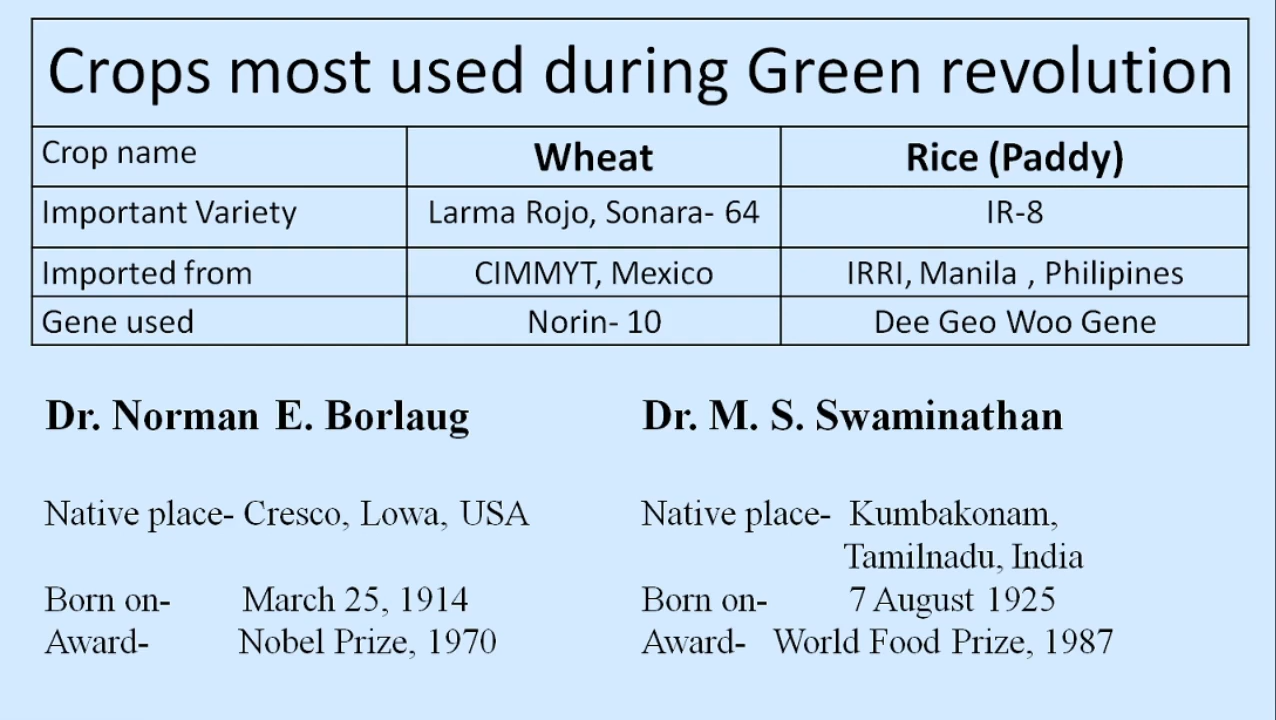 Crops most used during Green revolution
Crop name Wheat Rice (Paddy)
Important Variety Larma Rojo, Sonara- 64 IR-8
Imported from CIMMYT, Mexico IRRI, Manila , Philipines
Gene used Norin- 10 Dee Geo Woo Gene
Dr. Norman E. Borlaug
Native place- Cresco, Lowa, USA
Born on- March 25, 1914
Award- Nobel Prize, 1970
Dr. M. S. Swaminathan
Native place- Kumbakonam,
Tamilnadu, India
Born on- 7 August 1925
Award- World Food Prize, 1987